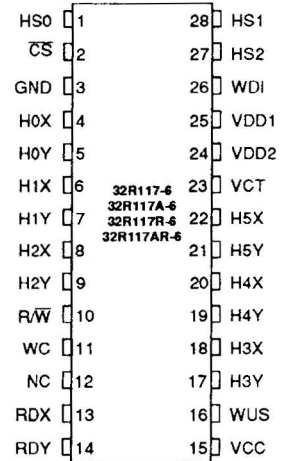 HS0 1 28 HS1
C̅S̅ 2 27 HS2
GND 3 26 WDI
H0X 4 25 VDD1
H0Y 5 24 VDD2
H1X 6 23 VCT
H1Y 7 22 H5X
H2X 8 21 H5Y
H2Y 9 20 H4X
R/W̅ 10 19 H4Y
WC 11 18 H3X
NC 12 17 H3Y
RDX 13 16 WUS
RDY 14 15 VCC
32R117-6
32R117A-6
32R117R-6
32R117AR-6